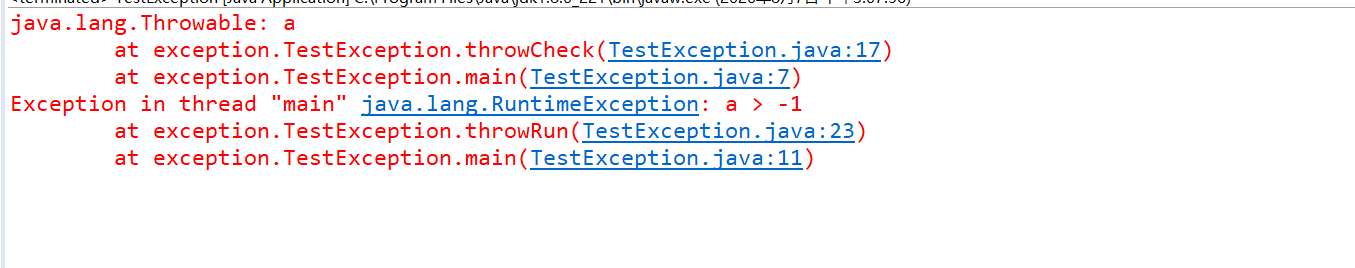 java.lang.Throwable: a
at exception.TestException.throwCheck(TestException.java:17)
at exception.TestException.main(TestException.java:7)
Exception in thread "main" java.lang.RuntimeException: a > -1
at exception.TestException.throwRun(TestException.java:23)
at exception.TestException.main(TestException.java:11)